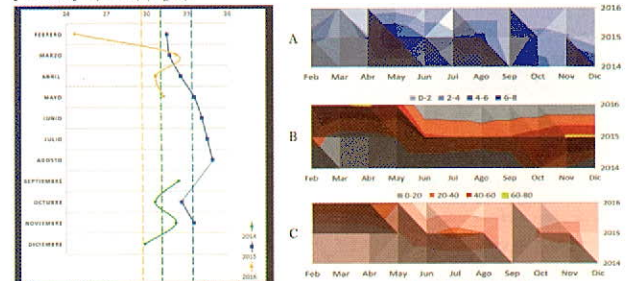 30
FEBRERO
MARZO
ABRIL
MAYO
JUNIO
JULIO
AGOSTO
SEPTIEMBRE
OCTUBRE
NOVIEMBRE
DICIEMBRE
2014
2015
2016
A
2016
2015
2014
Feb Mar Abr May Jun Jul Ago Sep Oct Nov Dic
0-2 2-4 4-6 6-8
B
2016
2015
2014
Feb Mar Abr May Jun Jul Ago Sep Oct Nov Dic
0-20 20-40 40-60 60-80
C
2016
2015
2014
Feb Mar Abr May Jun Jul Ago Sep Oct Nov Dic